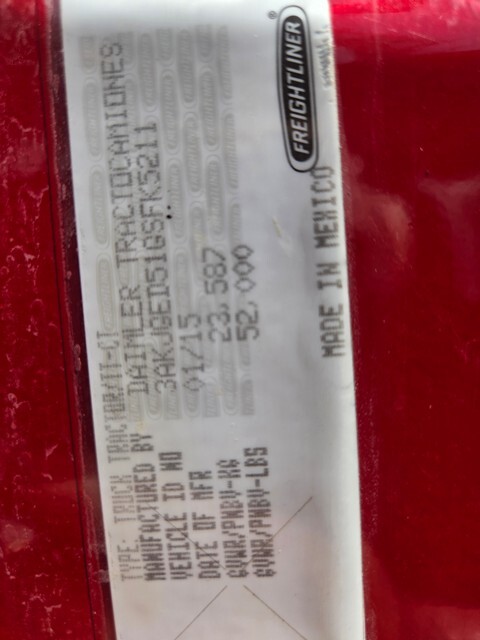 TYPE: TRUCK TRACTOR/TT-CT
MANUFACTURED BY DAIMLER TRACTOCAMIONES
VEHICLE ID NO 3AKJGED51GSFK5211
DATE OF MFR 01/15
GVWR/PNBV-KG 23,587
GVWR/PNBV-LBS 52,000
MADE IN MEXICO
FREIGHTLINER®